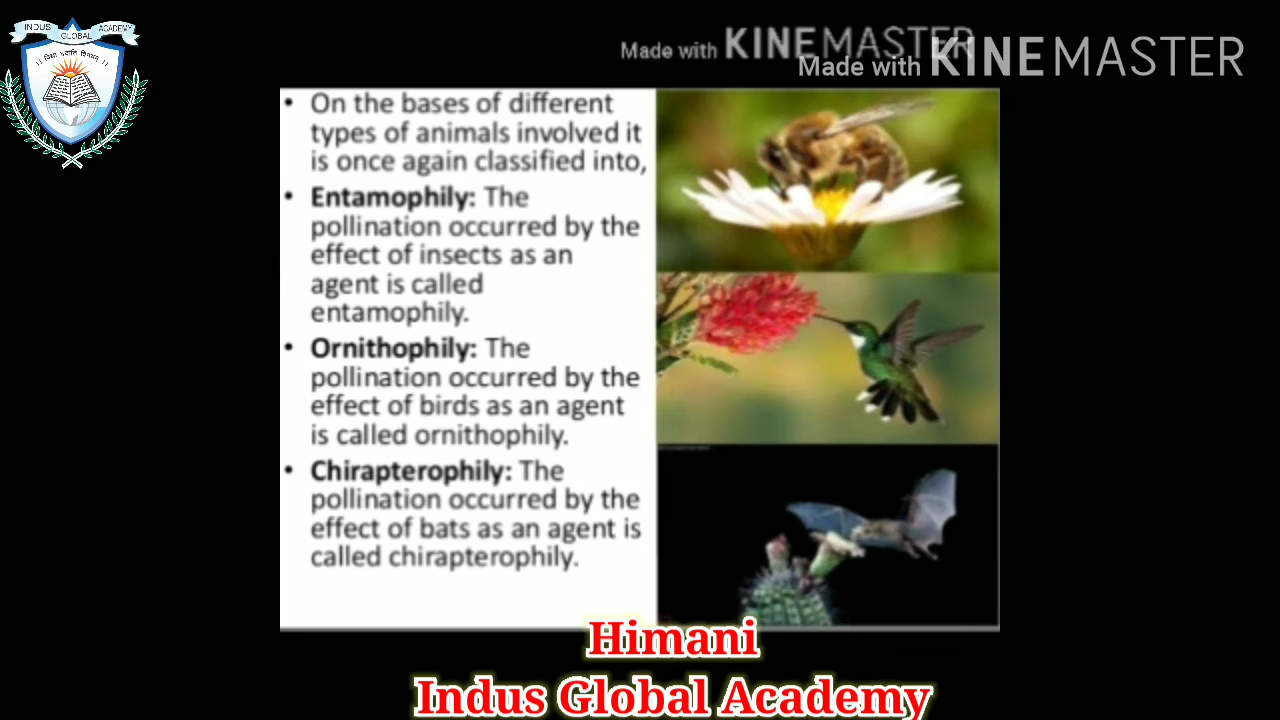 INDUS GLOBAL ACADEMY
Made with KINEMASTER
Made with KINEMASTER
• On the bases of different
types of animals involved it
is once again classified into,
• Entamophily: The
pollination occurred by the
effect of insects as an
agent is called
entamophily.
• Ornithophily: The
pollination occurred by the
effect of birds as an agent
is called ornithophily.
• Chirapterophily: The
pollination occurred by the
effect of bats as an agent is
called chirapterophily.
Himani
Indus Global Academy